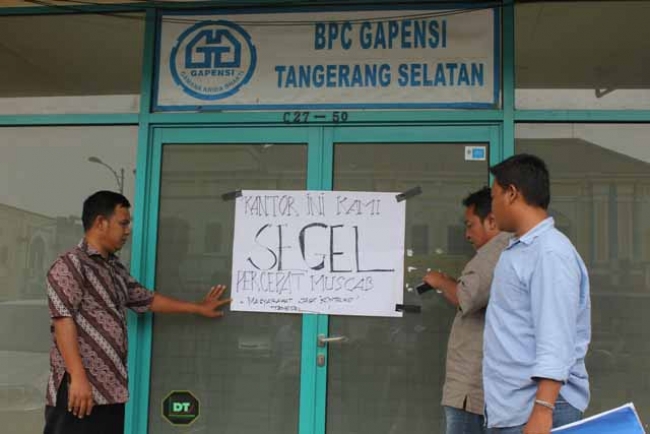 BPC GAPENSI
TANGERANG SELATAN
GAPENSI
C27-50
KANTOR INI KAMI
SEGEL
PERCEPAT MUSCAB
DT